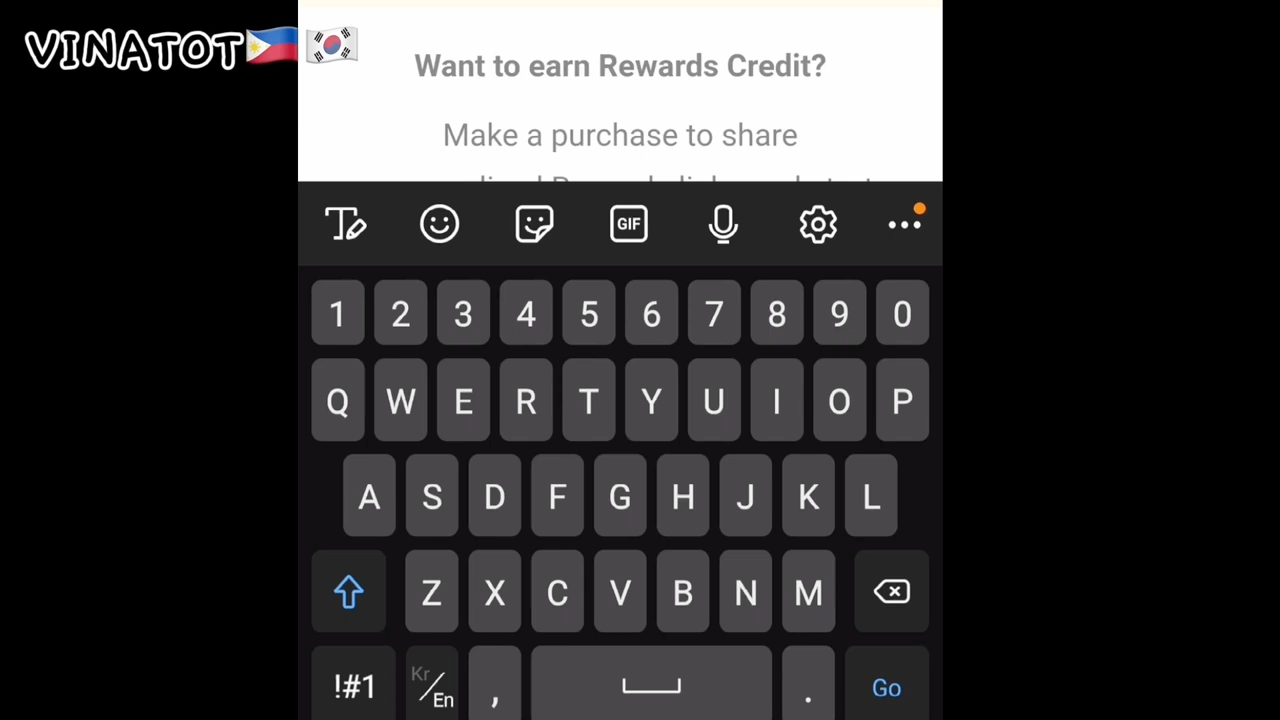 VINATOT
Want to earn Rewards Credit?
Make a purchase to share
GIF
1 2 3 4 5 6 7 8 9 0
Q W E R T Y U I O P
A S D F G H J K L
Z X C V B N M
!#1 Kr/En , . Go